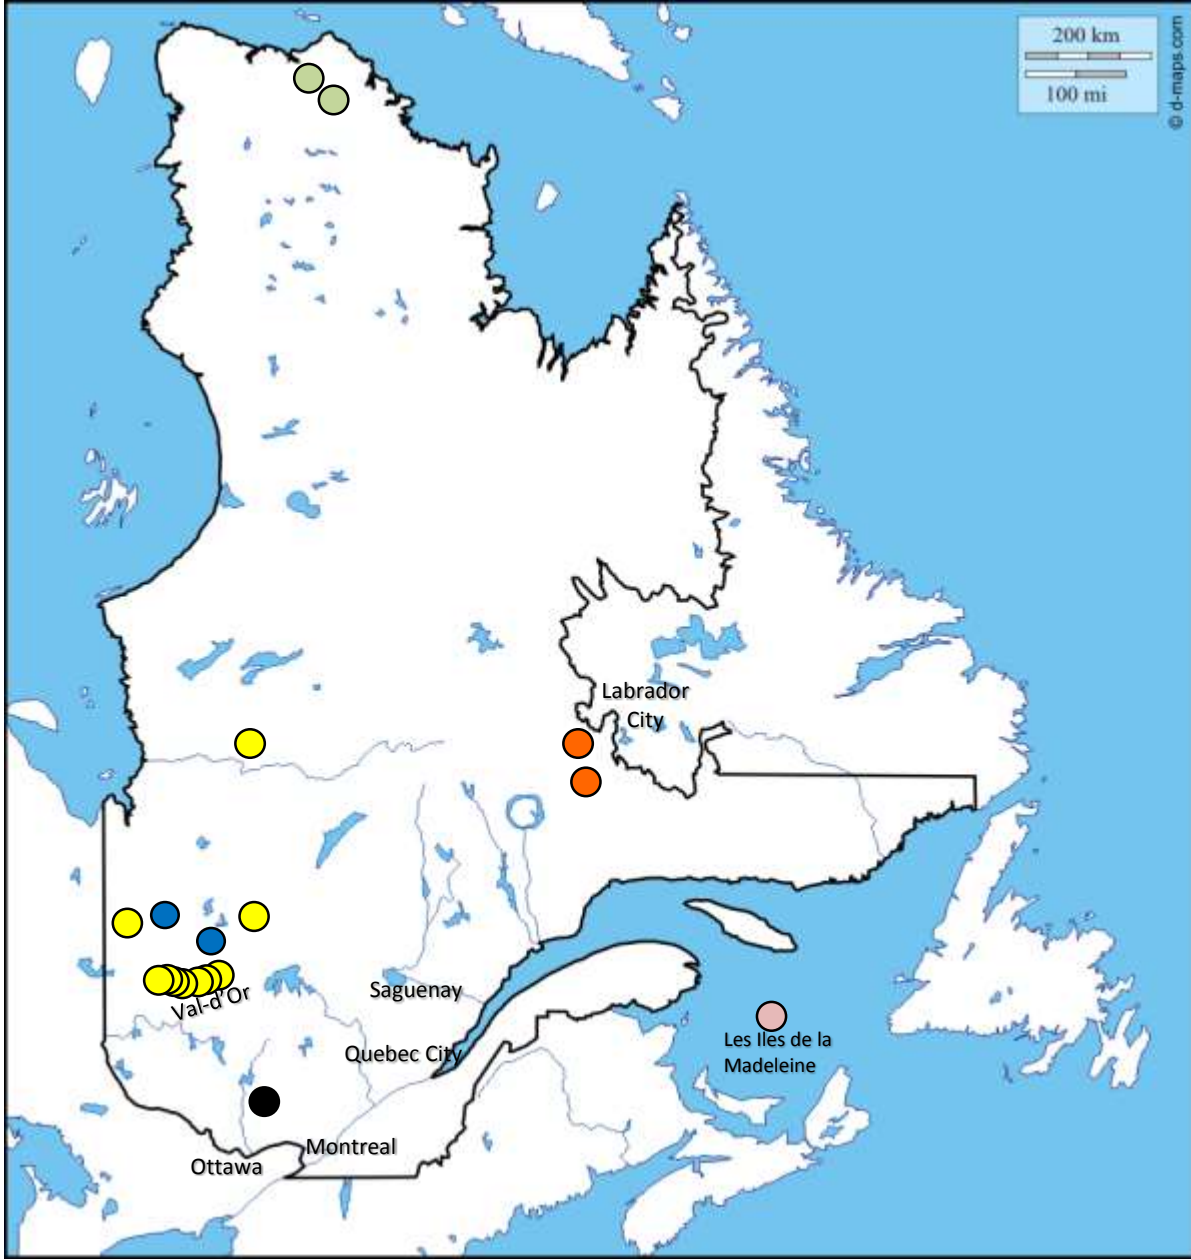 200 km
100 mi
© d-maps.com
Labrador
City
Val-d'Or
Saguenay
Quebec City
Les Iles de la
Madeleine
Montreal
Ottawa